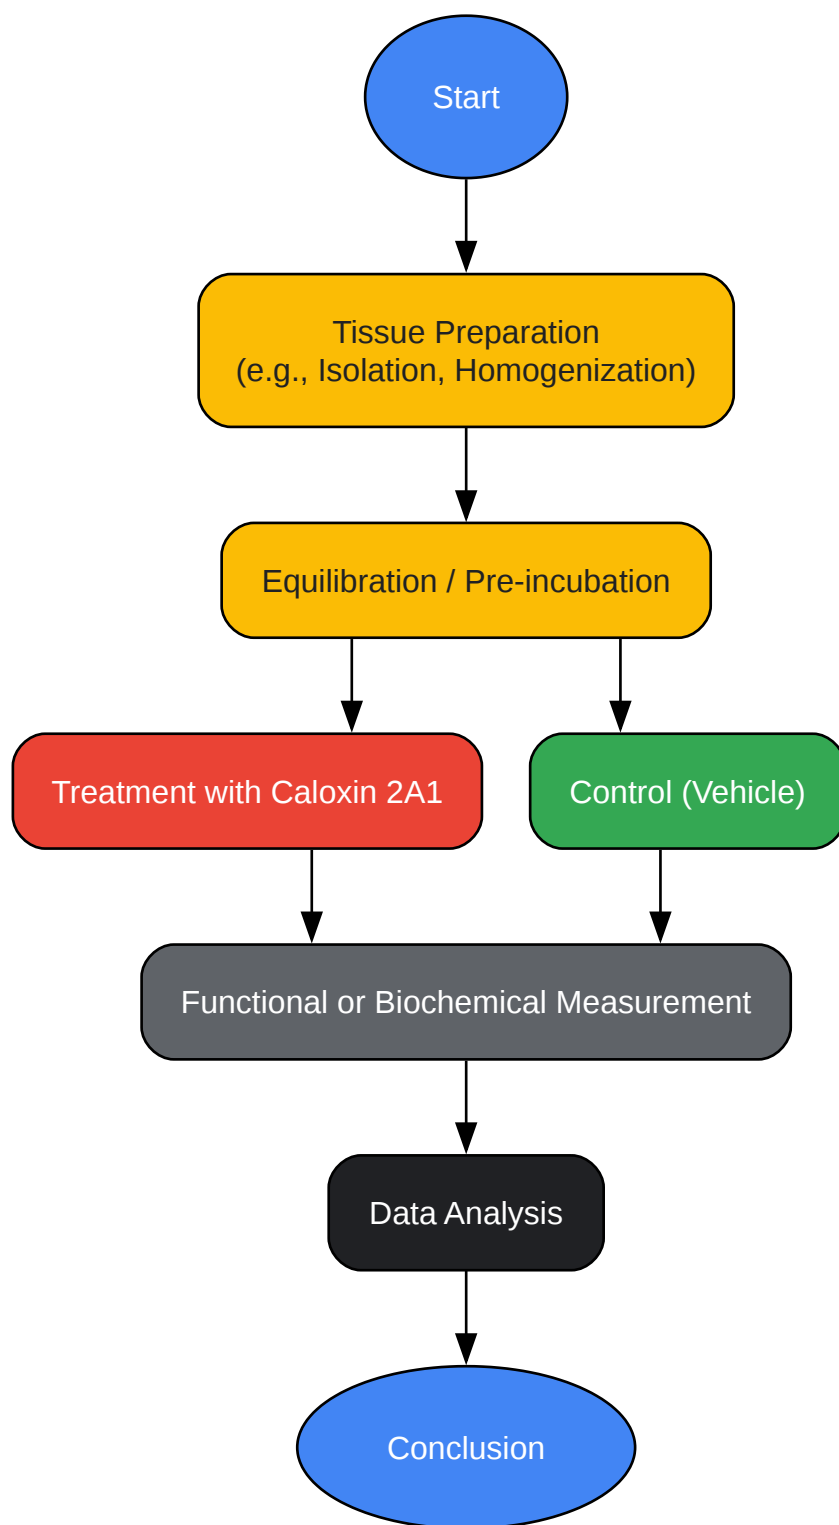 Start
Tissue Preparation
(e.g., Isolation, Homogenization)
Equilibration / Pre-incubation
Treatment with Caloxin 2A1
Control (Vehicle)
Functional or Biochemical Measurement
Data Analysis
Conclusion